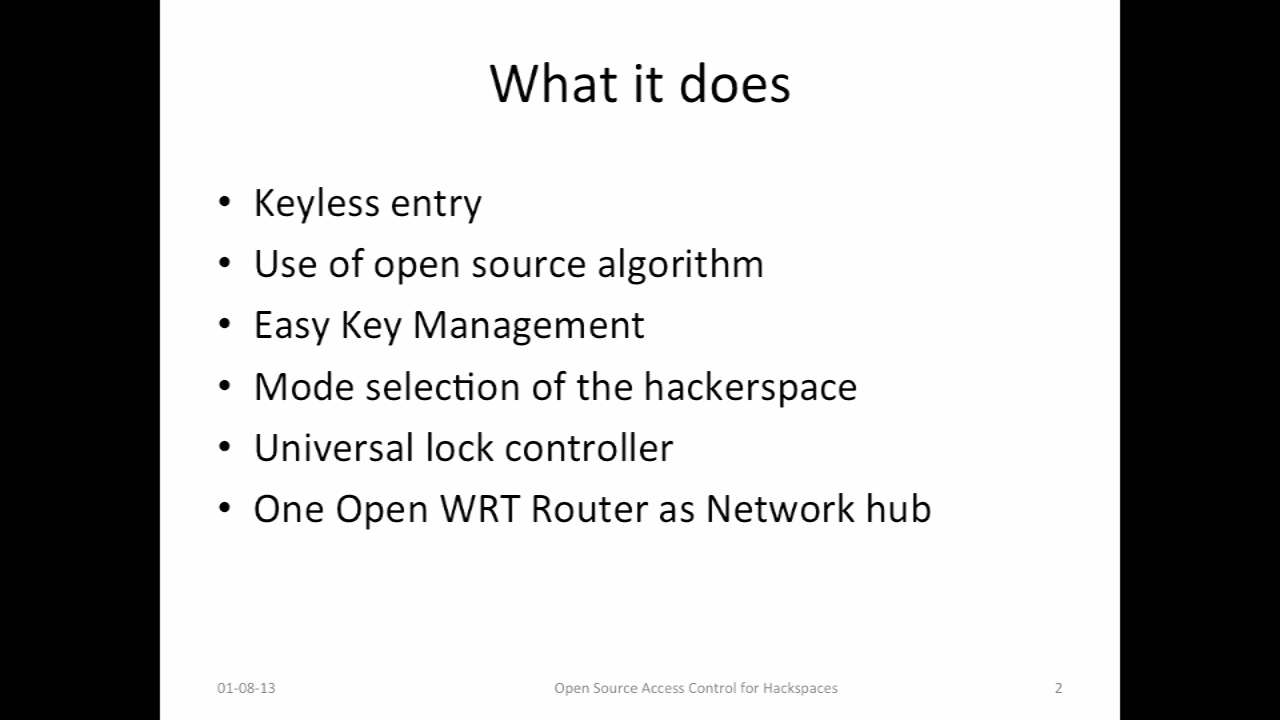 What it does
• Keyless entry
• Use of open source algorithm
• Easy Key Management
• Mode selection of the hackerspace
• Universal lock controller
• One Open WRT Router as Network hub
01-08-13
Open Source Access Control for Hackspaces
2